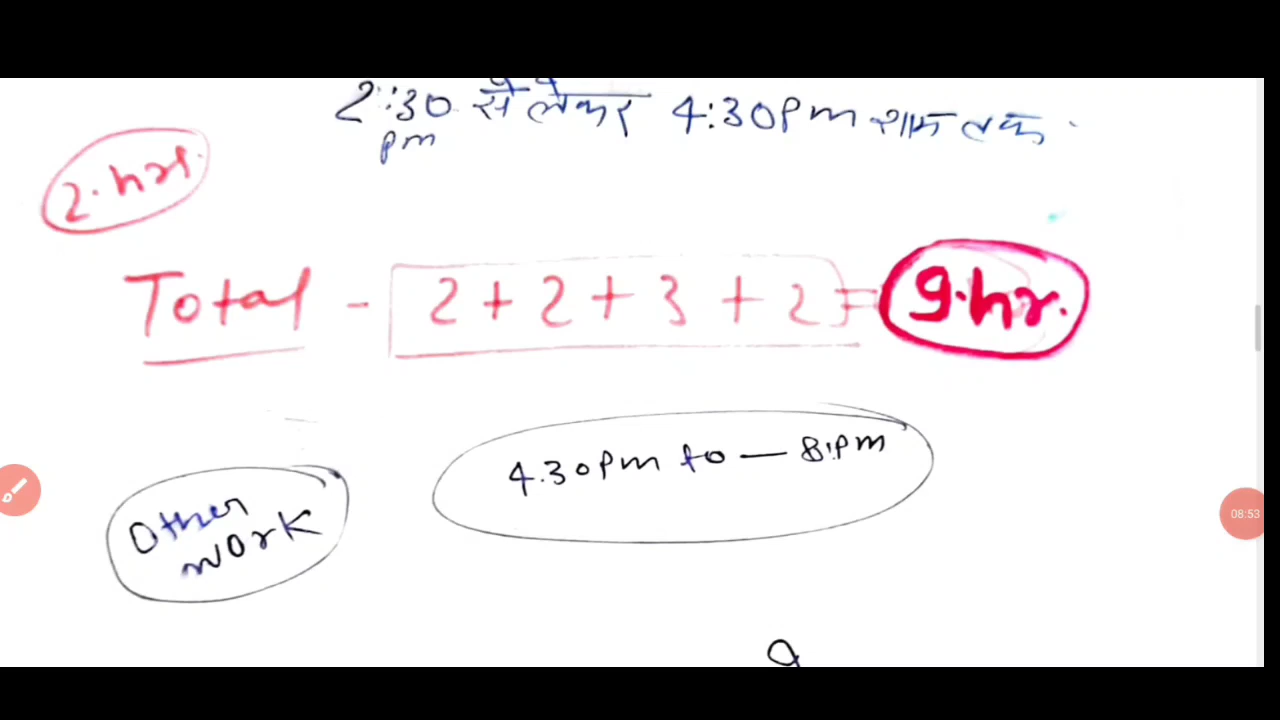 2:30 से लेकर 4:30pm शाम तक
pm
2.hrs.
Total - 2 + 2 + 3 + 2 = 9.hr.
4.30pm to — 8.pm
Other
work
08:53